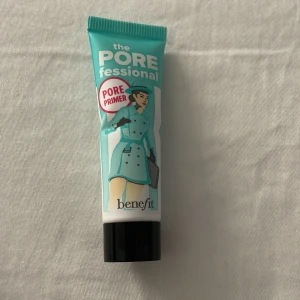 the
PORE
fessional
PORE
PRIMER
benefit